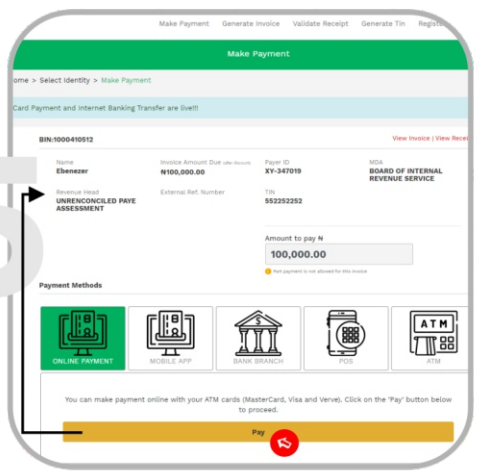 Make Payment Generate Invoice Validate Receipt Generate Tin Regist
Make Payment
ome > Select Identity > Make Payment
Card Payment and Internet Banking Transfer are live!!!
BIN:1000410512 View Invoice | View Rece
Name Invoice Amount Due Payer ID MDA
Ebenezer ₦100,000.00 XY-347019 BOARD OF INTERNAL
REVENUE SERVICE
Revenue Head External Ref. Number TIN
UNRENCONCILED PAYE 552252252
ASSESSMENT
Amount to pay ₦
100,000.00
Part payment is not allowed for this invoice
Payment Methods
ATM
ONLINE PAYMENT MOBILE APP BANK BRANCH POS ATM
You can make payment online with your ATM cards (MasterCard, Visa and Verve). Click on the 'Pay' button below
to proceed.
Pay